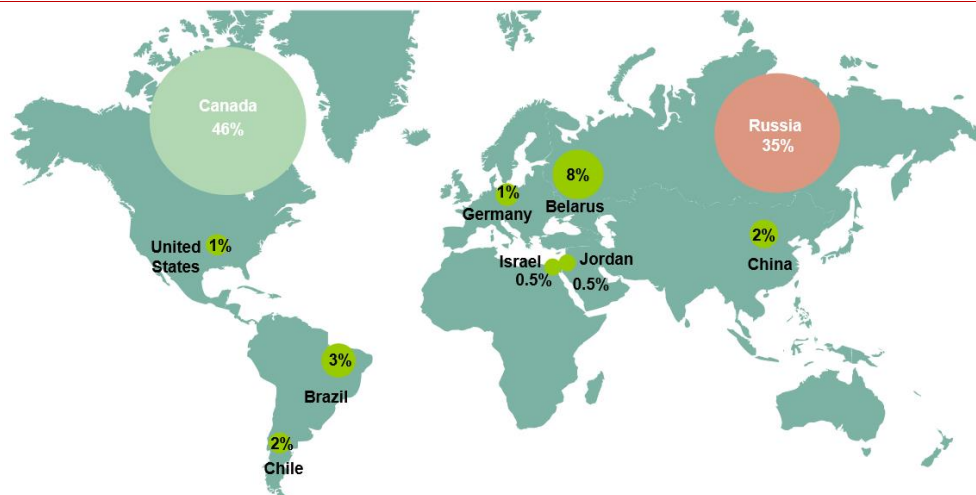 Canada
46%
Russia
35%
8%
Belarus
1%
Germany
United
States
1%
Israel
0.5%
Jordan
0.5%
2%
China
3%
Brazil
2%
Chile